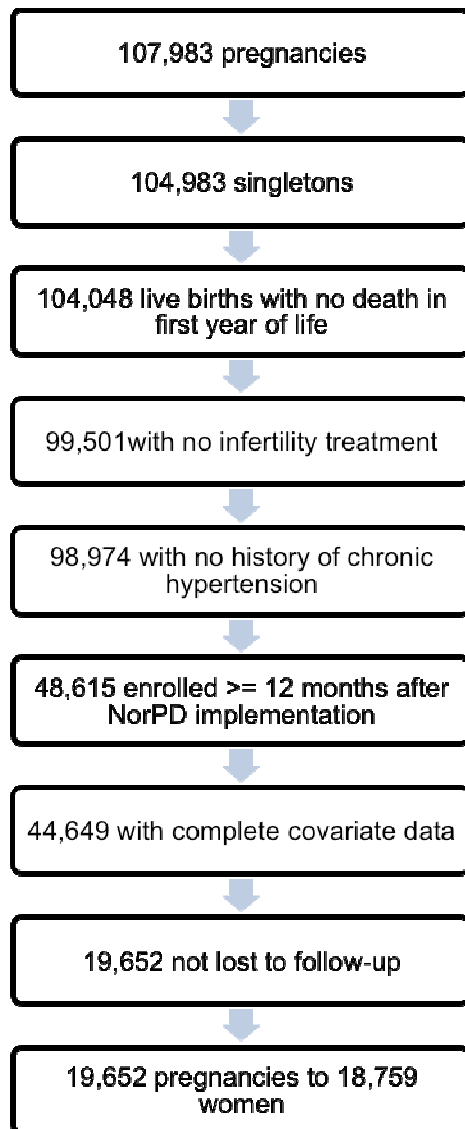 107,983 pregnancies
104,983 singletons
104,048 live births with no death in
first year of life
99,501with no infertility treatment
98,974 with no history of chronic
hypertension
48,615 enrolled >= 12 months after
NorPD implementation
44,649 with complete covariate data
19,652 not lost to follow-up
19,652 pregnancies to 18,759
women